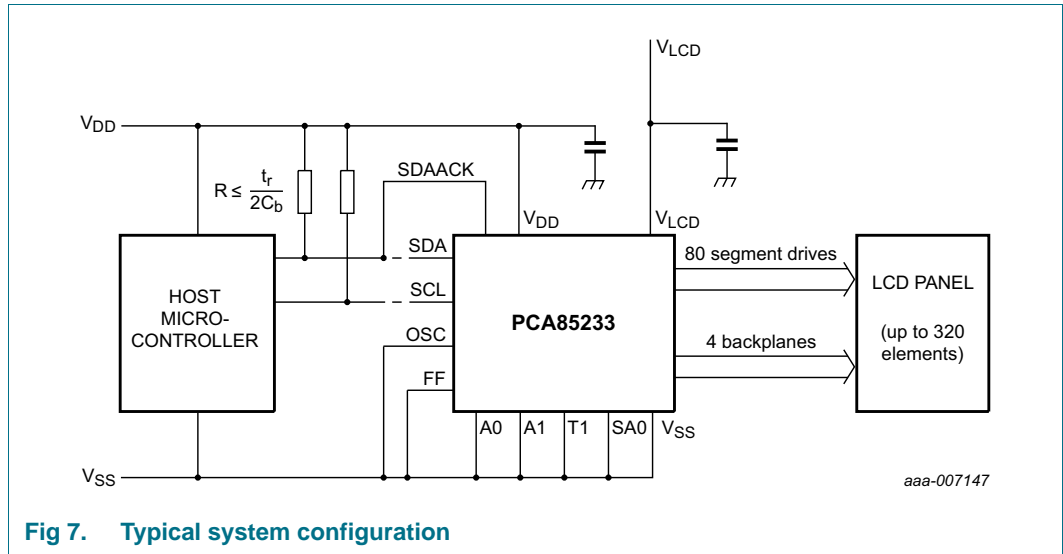 VLCD
VDD
SDAACK
R ≤ tr / 2Cb
VDD
VLCD
SDA
80 segment drives
SCL
HOST
MICRO-
CONTROLLER
PCA85233
LCD PANEL
(up to 320
elements)
OSC
4 backplanes
FF
A0 A1 T1 SA0 VSS
VSS
aaa-007147
Fig 7. Typical system configuration